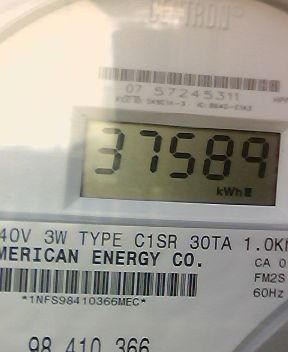 CENTRON®
07 57245311
37589
kWh
40V 3W TYPE C1SR 30TA 1.0K
MERICAN ENERGY CO.
CA 0
FM2S
60Hz
*1NFS98410366MEC*
98 410 366